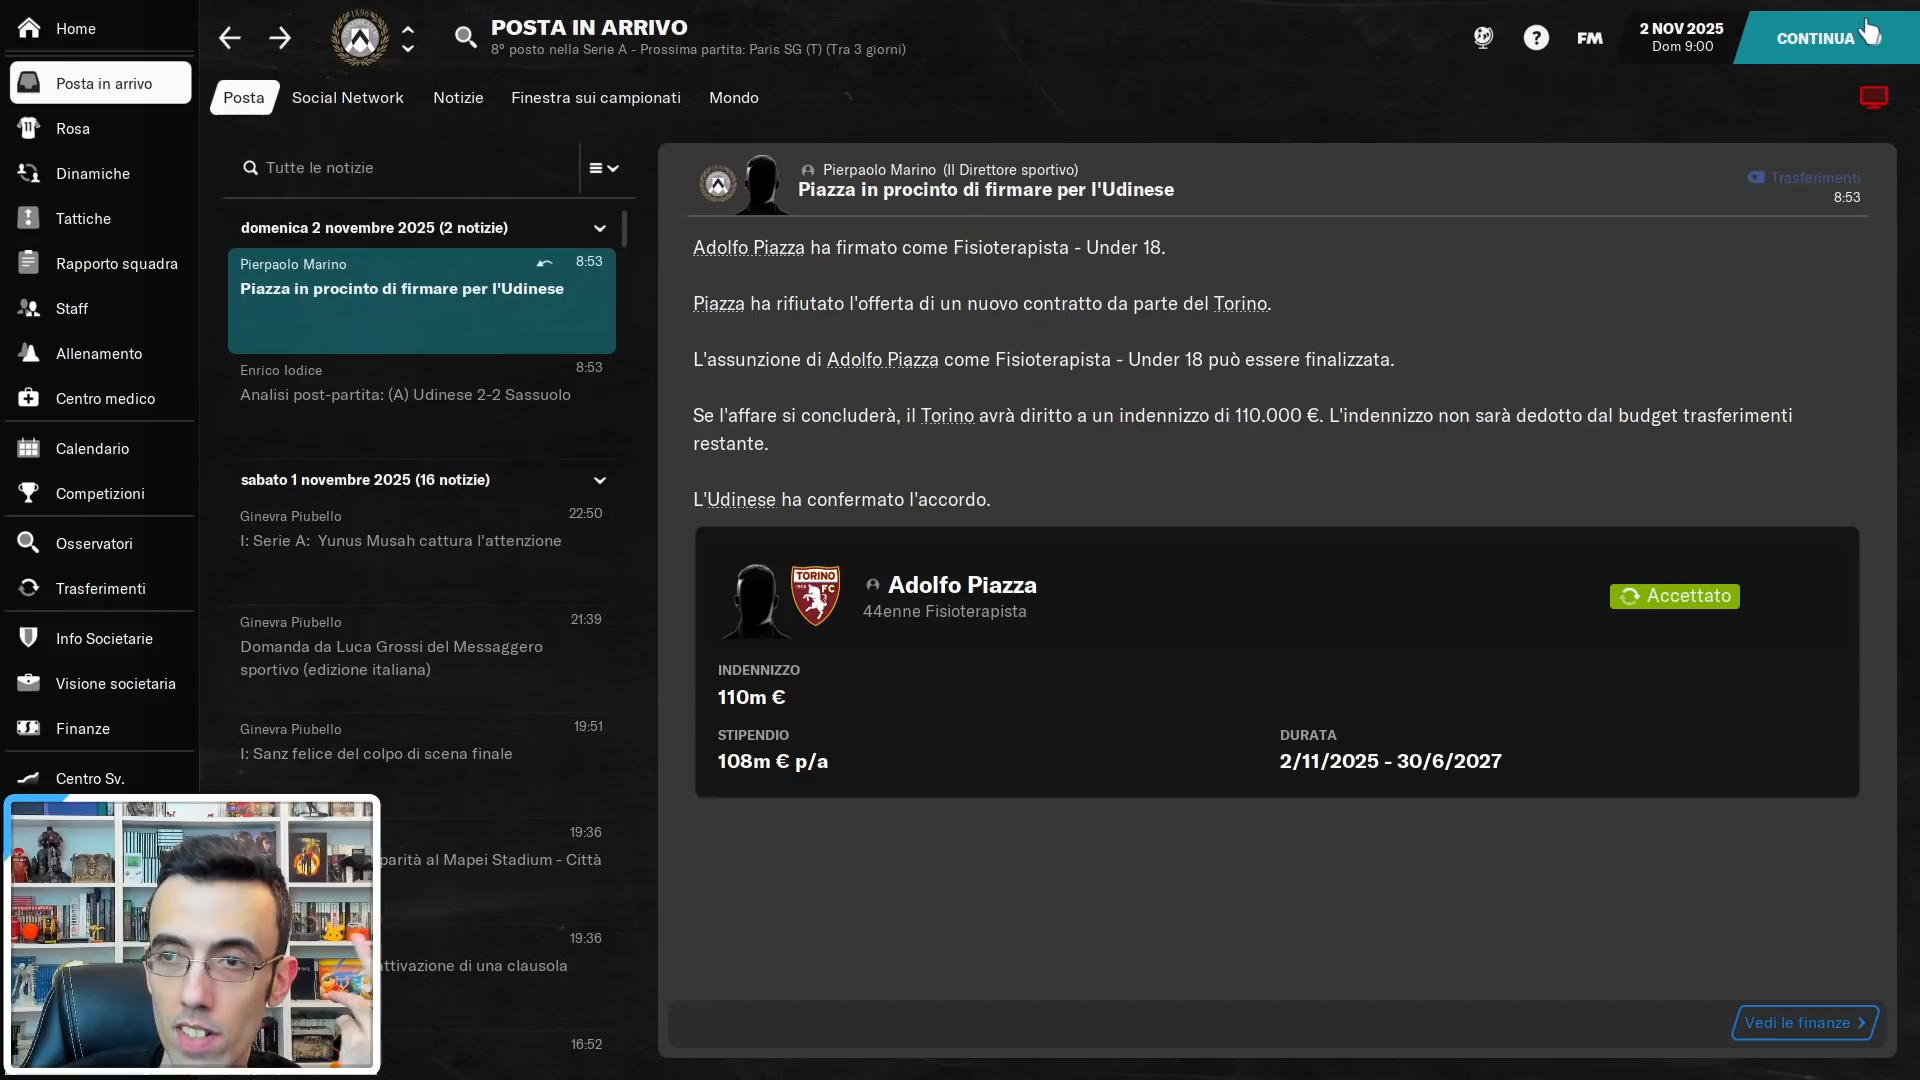 Home
Posta in arrivo
Rosa
Dinamiche
Tattiche
Rapporto squadra
Staff
Allenamento
Centro medico
Calendario
Competizioni
Osservatori
Trasferimenti
Info Societarie
Visione societaria
Finanze
Centro Sv.
POSTA IN ARRIVO
8° posto nella Serie A - Prossima partita: Paris SG (T) (Tra 3 giorni)
FM
2 NOV 2025
Dom 9:00
CONTINUA
Posta
Social Network
Notizie
Finestra sui campionati
Mondo
Tutte le notizie
domenica 2 novembre 2025 (2 notizie)
Pierpaolo Marino
8:53
Piazza in procinto di firmare per l'Udinese
Enrico Iodice
8:53
Analisi post-partita: (A) Udinese 2-2 Sassuolo
sabato 1 novembre 2025 (16 notizie)
Ginevra Piubello
22:50
I: Serie A: Yunus Musah cattura l'attenzione
Ginevra Piubello
21:39
Domanda da Luca Grossi del Messaggero
sportivo (edizione italiana)
Ginevra Piubello
19:51
I: Sanz felice del colpo di scena finale
19:36
parità al Mapei Stadium - Città
19:36
attivazione di una clausola
16:52
Pierpaolo Marino (Il Direttore sportivo)
Piazza in procinto di firmare per l'Udinese
Trasferimenti
8:53
Adolfo Piazza ha firmato come Fisioterapista - Under 18.
Piazza ha rifiutato l'offerta di un nuovo contratto da parte del Torino.
L'assunzione di Adolfo Piazza come Fisioterapista - Under 18 può essere finalizzata.
Se l'affare si concluderà, il Torino avrà diritto a un indennizzo di 110.000 €. L'indennizzo non sarà dedotto dal budget trasferimenti
restante.
L'Udinese ha confermato l'accordo.
TORINO
FC
Adolfo Piazza
44enne Fisioterapista
Accettato
INDENNIZZO
110m €
STIPENDIO
108m € p/a
DURATA
2/11/2025 - 30/6/2027
Vedi le finanze